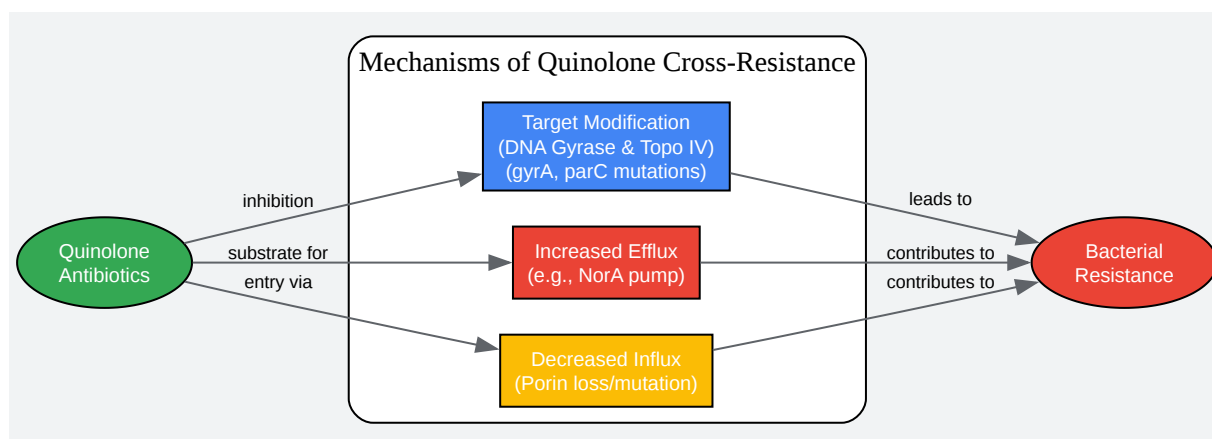 Mechanisms of Quinolone Cross-Resistance
Target Modification
(DNA Gyrase & Topo IV)
(gyrA, parC mutations)
inhibition
leads to
Quinolone
Antibiotics
substrate for
entry via
Increased Efflux
(e.g., NorA pump)
contributes to
contributes to
Bacterial
Resistance
Decreased Influx
(Porin loss/mutation)